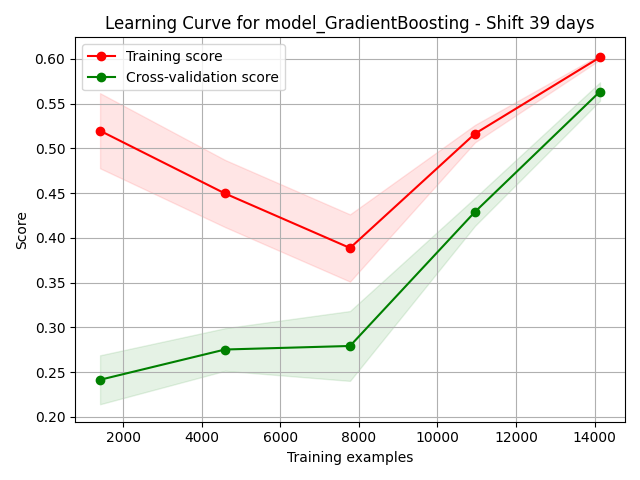 Learning Curve for model_GradientBoosting - Shift 39 days
Training score
Cross-validation score
Score
0.60
0.55
0.50
0.45
0.40
0.35
0.30
0.25
0.20
2000 4000 6000 8000 10000 12000 14000
Training examples